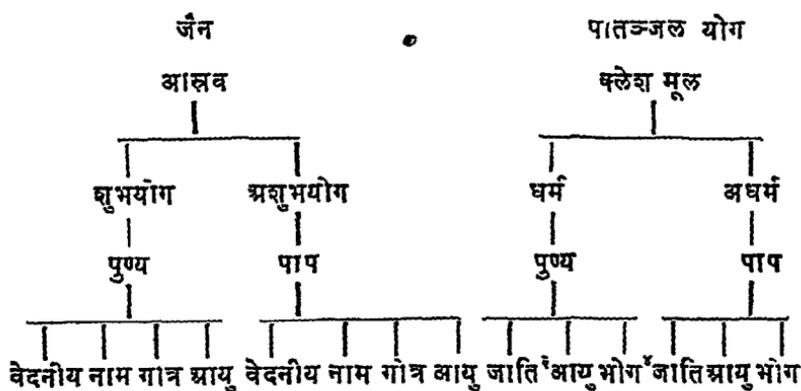 जैन पातञ्जल योग
आस्रव क्लेश मूल
शुभयोग अशुभयोग धर्म अधर्म
पुण्य पाप पुण्य पाप
वेदनीय नाम गोत्र आयु वेदनीय नाम गोत्र आयु जाति आयु भोग जाति आयु भोग